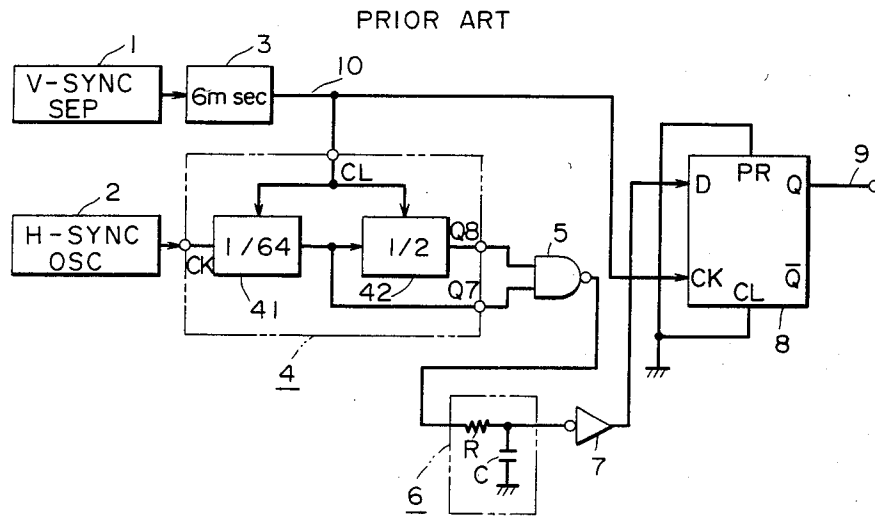 PRIOR ART
1
3
10
V-SYNC
SEP
6m sec
2
CL
H-SYNC
OSC
CK
1/64
1/2
Q8
Q7
41
42
4
5
D
PR
Q
9
CK
CL
Q̅
8
R
C
6
7